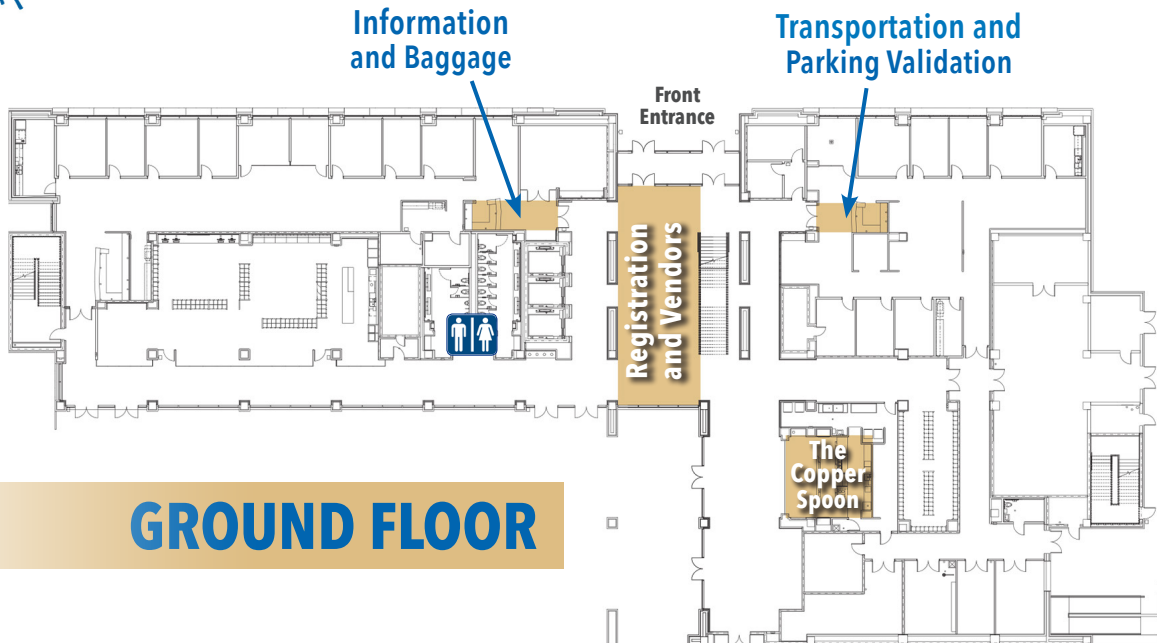 Information
and Baggage
Transportation and
Parking Validation
Front
Entrance
Registration
and Vendors
The
Copper
Spoon
GROUND FLOOR